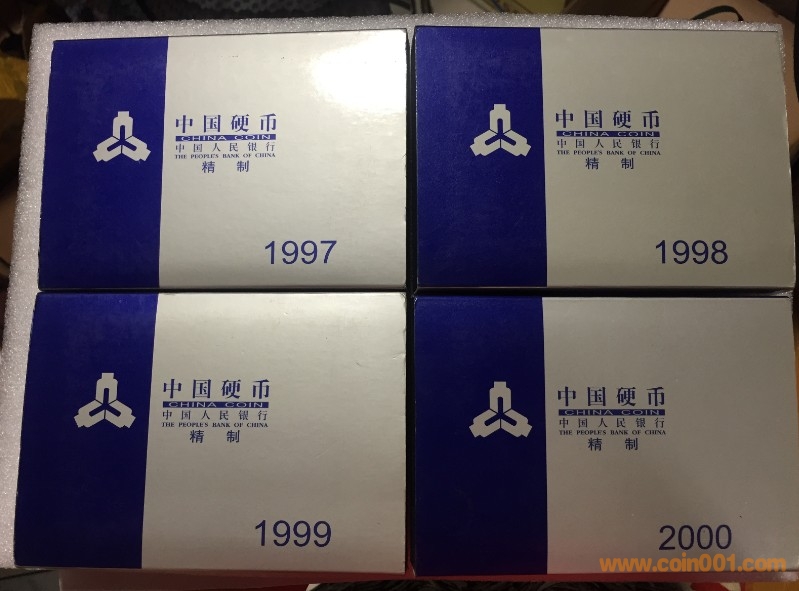 中国硬币
CHINA COIN
中国人民银行
THE PEOPLE'S BANK OF CHINA
精 制
1997
中国硬币
CHINA COIN
中国人民银行
THE PEOPLE'S BANK OF CHINA
精 制
1998
中国硬币
CHINA COIN
中国人民银行
THE PEOPLE'S BANK OF CHINA
精 制
1999
中国硬币
CHINA COIN
中国人民银行
THE PEOPLE'S BANK OF CHINA
精 制
2000
www.coin001.com